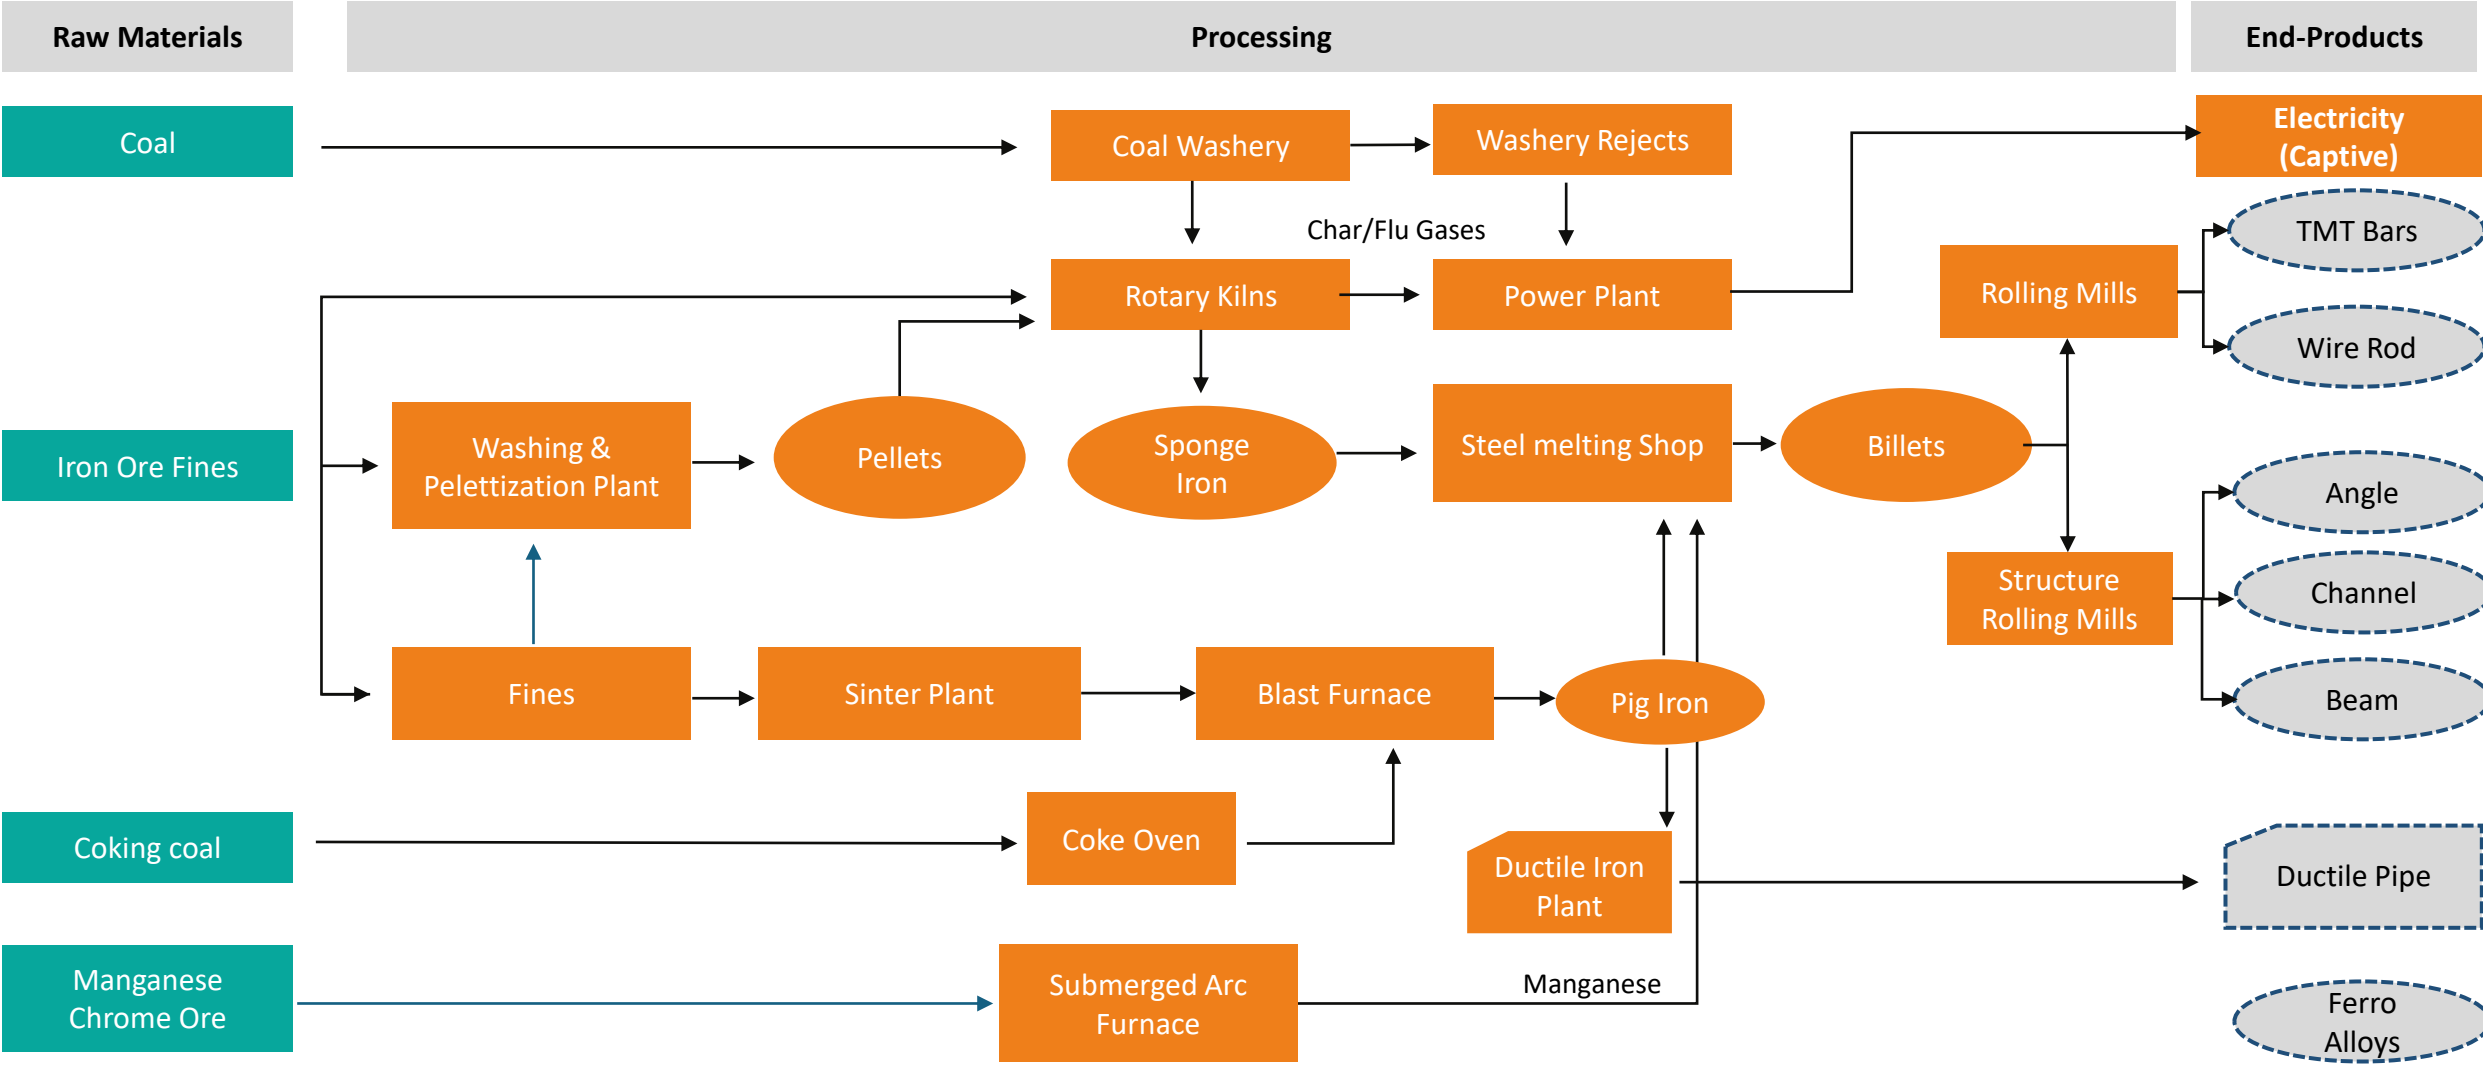 Raw Materials
Processing
End-Products
Coal
Coal Washery
Washery Rejects
Electricity
(Captive)
Char/Flu Gases
TMT Bars
Rotary Kilns
Power Plant
Rolling Mills
Wire Rod
Iron Ore Fines
Washing &
Pelettization Plant
Pellets
Sponge
Iron
Steel melting Shop
Billets
Angle
Structure
Rolling Mills
Channel
Fines
Sinter Plant
Blast Furnace
Pig Iron
Beam
Coking coal
Coke Oven
Ductile Iron
Plant
Ductile Pipe
Manganese
Chrome Ore
Submerged Arc
Furnace
Manganese
Ferro
Alloys